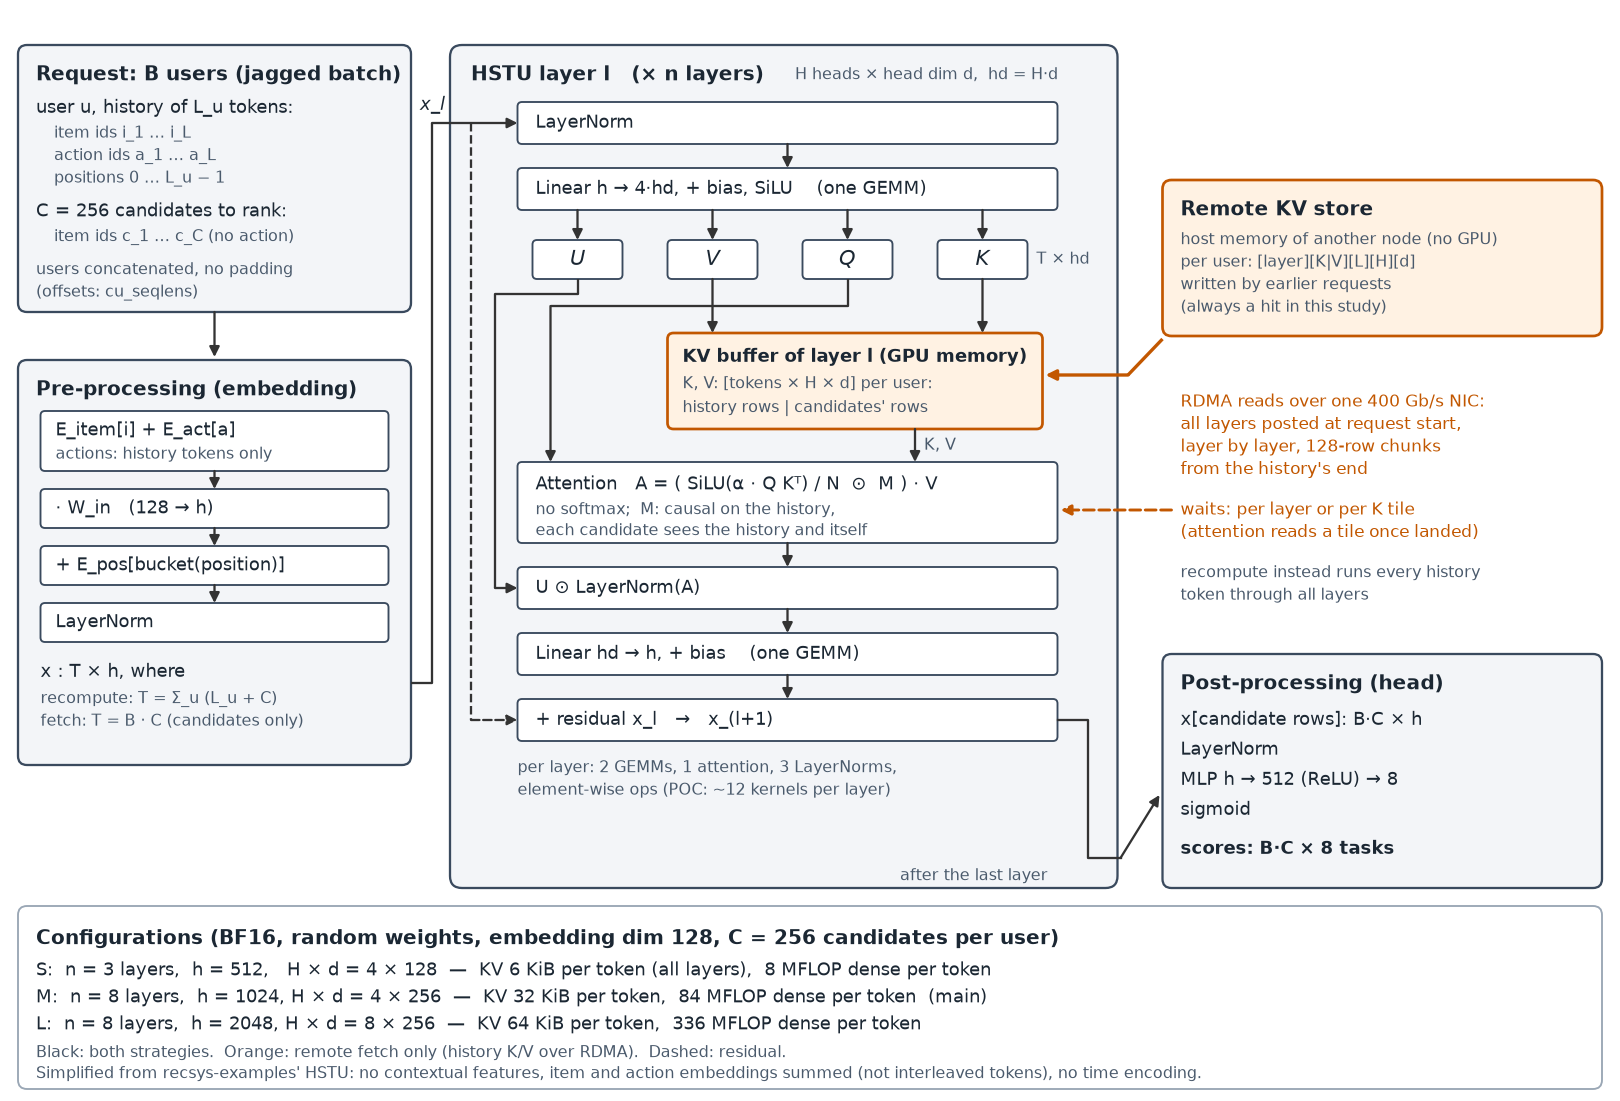 Request: B users (jagged batch)
user u, history of L_u tokens:
item ids i_1 … i_L
action ids a_1 … a_L
positions 0 … L_u − 1
C = 256 candidates to rank:
item ids c_1 … c_C (no action)
users concatenated, no padding
(offsets: cu_seqlens)
Pre-processing (embedding)
E_item[i] + E_act[a]
actions: history tokens only
· W_in   (128 → h)
+ E_pos[bucket(position)]
LayerNorm
x : T × h, where
recompute: T = Σ_u (L_u + C)
fetch: T = B · C (candidates only)
x_l
HSTU layer l   (× n layers)   H heads × head dim d,  hd = H·d
LayerNorm
Linear h → 4·hd, + bias, SiLU    (one GEMM)
U   V   Q   K   T × hd
KV buffer of layer l (GPU memory)
K, V: [tokens × H × d] per user:
history rows | candidates' rows
K, V
Attention   A = ( SiLU(α · Q Kᵀ) / N  ⊙  M ) · V
no softmax;  M: causal on the history,
each candidate sees the history and itself
U ⊙ LayerNorm(A)
Linear hd → h, + bias    (one GEMM)
+ residual x_l   →   x_(l+1)
per layer: 2 GEMMs, 1 attention, 3 LayerNorms,
element-wise ops (POC: ~12 kernels per layer)
after the last layer
Remote KV store
host memory of another node (no GPU)
per user: [layer][K|V][L][H][d]
written by earlier requests
(always a hit in this study)
RDMA reads over one 400 Gb/s NIC:
all layers posted at request start,
layer by layer, 128-row chunks
from the history's end
waits: per layer or per K tile
(attention reads a tile once landed)
recompute instead runs every history
token through all layers
Post-processing (head)
x[candidate rows]: B·C × h
LayerNorm
MLP h → 512 (ReLU) → 8
sigmoid
scores: B·C × 8 tasks
Configurations (BF16, random weights, embedding dim 128, C = 256 candidates per user)
S:  n = 3 layers,  h = 512,   H × d = 4 × 128  —  KV 6 KiB per token (all layers),  8 MFLOP dense per token
M:  n = 8 layers,  h = 1024, H × d = 4 × 256  —  KV 32 KiB per token,  84 MFLOP dense per token  (main)
L:  n = 8 layers,  h = 2048, H × d = 8 × 256  —  KV 64 KiB per token,  336 MFLOP dense per token
Black: both strategies.  Orange: remote fetch only (history K/V over RDMA).  Dashed: residual.
Simplified from recsys-examples' HSTU: no contextual features, item and action embeddings summed (not interleaved tokens), no time encoding.